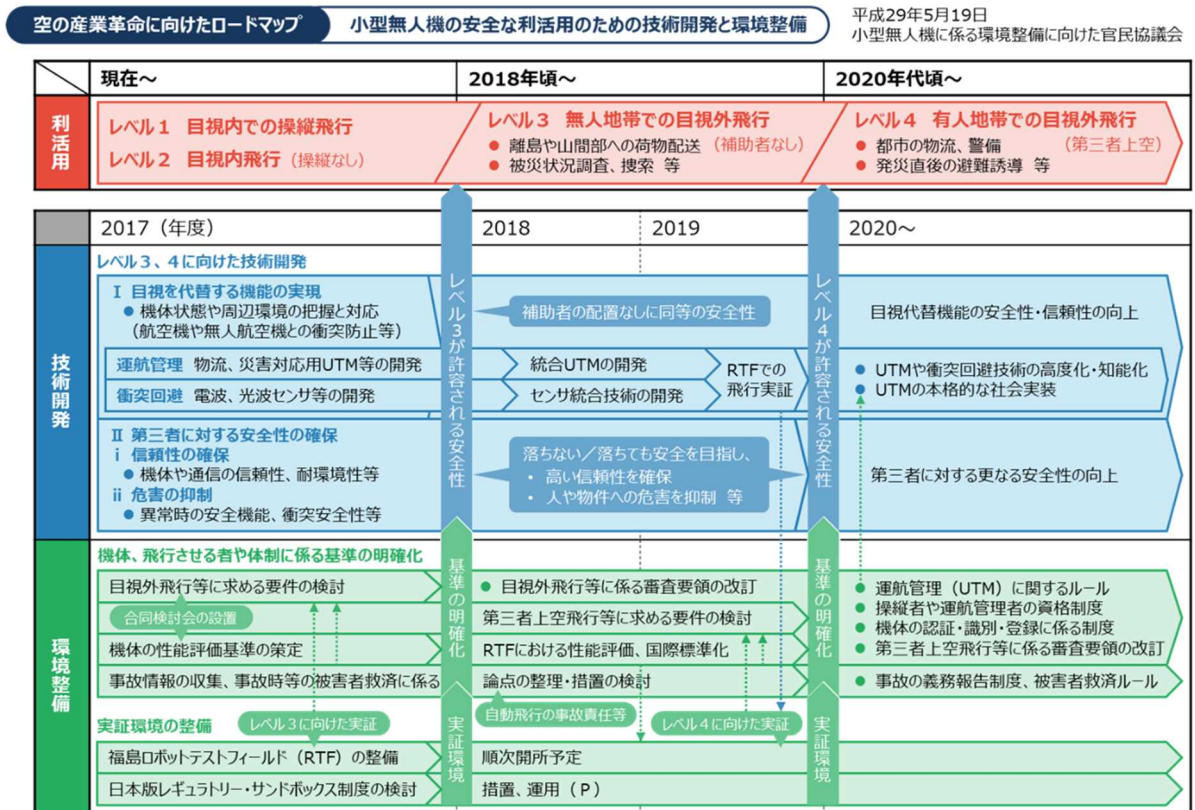 空の産業革命に向けたロードマップ
小型無人機の安全な利活用のための技術開発と環境整備
平成29年5月19日
小型無人機に係る環境整備に向けた官民協議会
現在~
2018年頃~
2020年代頃~
利活用
レベル1 目視内での操縦飛行
レベル2 目視内飛行(操縦なし)
レベル3 無人地帯での目視外飛行
● 離島や山間部への荷物配送 (補助者なし)
● 被災状況調査、捜索 等
レベル4 有人地帯での目視外飛行
● 都市の物流、警備 (第三者上空)
● 発災直後の避難誘導 等
2017(年度)
2018
2019
2020~
技術開発
レベル3、4に向けた技術開発
Ⅰ 目視を代替する機能の実現
● 機体状態や周辺環境の把握と対応
(航空機や無人航空機との衝突防止等)
補助者の配置なしに同等の安全性
目視代替機能の安全性・信頼性の向上
運航管理 物流、災害対応用UTM等の開発
統合UTMの開発
衝突回避 電波、光波センサ等の開発
センサ統合技術の開発
RTFでの
飛行実証
● UTMや衝突回避技術の高度化・知能化
● UTMの本格的な社会実装
Ⅱ 第三者に対する安全性の確保
ⅰ 信頼性の確保
● 機体や通信の信頼性、耐環境性等
ⅱ 危害の抑制
● 異常時の安全機能、衝突安全性等
落ちない/落ちても安全を目指し、
・ 高い信頼性を確保
・ 人や物件への危害を抑制 等
第三者に対する更なる安全性の向上
レベル3が許容される安全性
レベル4が許容される安全性
環境整備
機体、飛行させる者や体制に係る基準の明確化
目視外飛行等に求める要件の検討
● 目視外飛行等に係る審査要領の改訂
合同検討会の設置
第三者上空飛行等に求める要件の検討
機体の性能評価基準の策定
RTFにおける性能評価、国際標準化
事故情報の収集、事故時等の被害者救済に係る
論点の整理・措置の検討
● 運航管理(UTM)に関するルール
● 操縦者や運航管理者の資格制度
● 機体の認証・識別・登録に係る制度
● 第三者上空飛行等に係る審査要領の改訂
● 事故の義務報告制度、被害者救済ルール
基準の明確化
基準の明確化
実証環境の整備
レベル3に向けた実証
自動飛行の事故責任等
レベル4に向けた実証
福島ロボットテストフィールド(RTF)の整備
順次開所予定
日本版レギュラトリー・サンドボックス制度の検討
措置、運用(P)
実証環境
実証環境